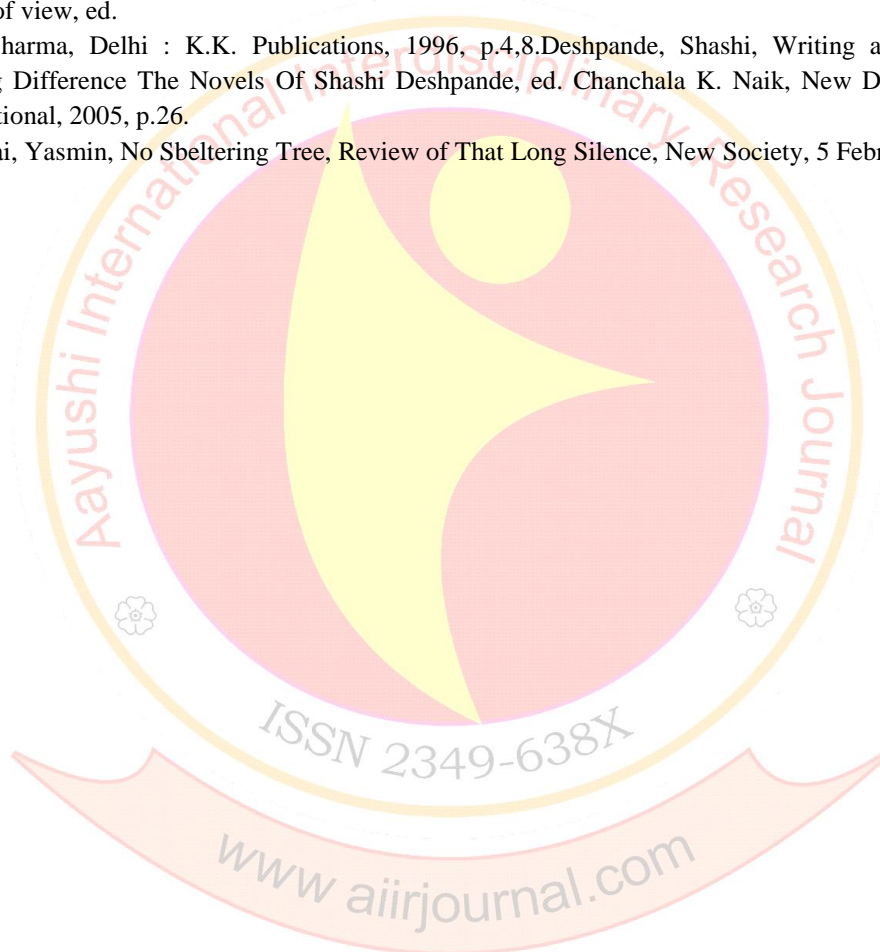 of view, ed.
harma, Delhi : K.K. Publications, 1996, p.4,8.Deshpande, Shashi, Writing a
g Difference The Novels Of Shashi Deshpande, ed. Chanchala K. Naik, New D
tional, 2005, p.26.
ai, Yasmin, No Sbeltering Tree, Review of That Long Silence, New Society, 5 Febr
Aayushi International Interdisciplinary Research Journal
ISSN 2349-638X
www aiirjournal.com